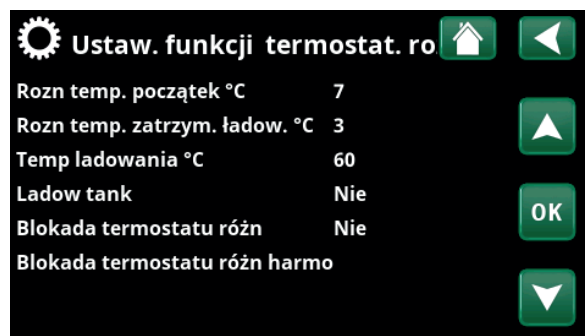 Ustaw. funkcji termostat. ro
Rozn temp. początek °C 7
Rozn temp. zatrzym. ładow. °C 3
Temp ladowania °C 60
Ladow tank Nie
OK
Blokada termostatu różn Nie
Blokada termostatu różn harmo